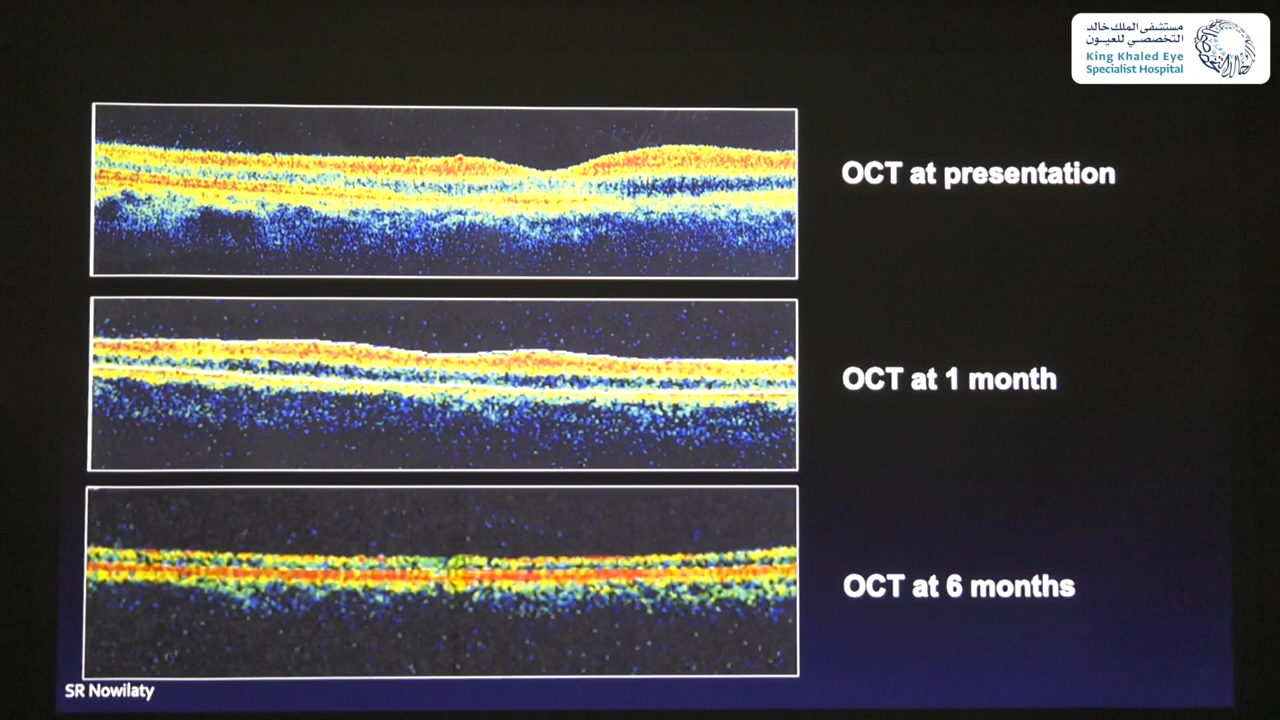 مستشفى الملك خالد
التخصصي للعيون
King Khaled Eye
Specialist Hospital
OCT at presentation
OCT at 1 month
OCT at 6 months
SR Nowilaty